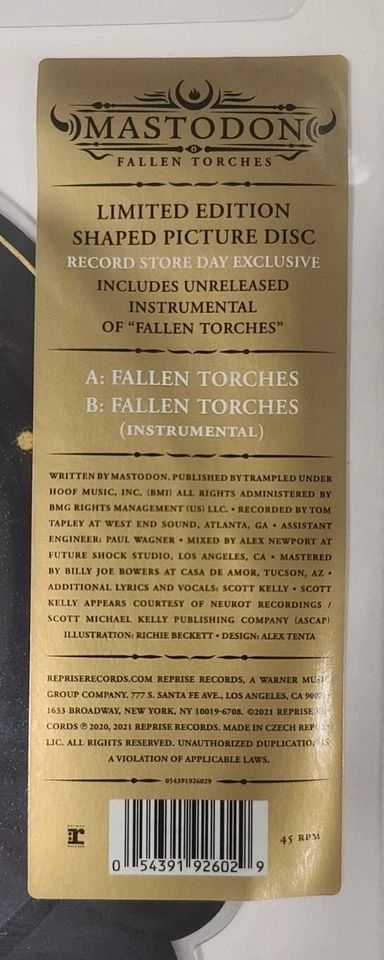 MASTODON
FALLEN TORCHES
LIMITED EDITION
SHAPED PICTURE DISC
RECORD STORE DAY EXCLUSIVE
INCLUDES UNRELEASED
INSTRUMENTAL
OF "FALLEN TORCHES"
A: FALLEN TORCHES
B: FALLEN TORCHES
(INSTRUMENTAL)
WRITTEN BY MASTODON. PUBLISHED BY TRAMPLED UNDER
HOOF MUSIC, INC. (BMI) ALL RIGHTS ADMINISTERED BY
BMG RIGHTS MANAGEMENT (US) LLC. • RECORDED BY TOM
TAPLEY AT WEST END SOUND, ATLANTA, GA • ASSISTANT
ENGINEER: PAUL WAGNER • MIXED BY ALEX NEWPORT AT
FUTURE SHOCK STUDIO, LOS ANGELES, CA • MASTERED
BY BILLY JOE BOWERS AT CASA DE AMOR, TUCSON, AZ •
ADDITIONAL LYRICS AND VOCALS: SCOTT KELLY • SCOTT
KELLY APPEARS COURTESY OF NEUROT RECORDINGS /
SCOTT MICHAEL KELLY PUBLISHING COMPANY (ASCAP)
ILLUSTRATION: RICHIE BECKETT • DESIGN: ALEX TENTA
REPRISERECORDS.COM REPRISE RECORDS, A WARNER MUSIC
GROUP COMPANY. 777 S. SANTA FE AVE., LOS ANGELES, CA
1633 BROADWAY, NEW YORK, NY 10019-6708. ©2021 REPRISE
CORDS ℗ 2020, 2021 REPRISE RECORDS. MADE IN CZECH
LIC. ALL RIGHTS RESERVED. UNAUTHORIZED DUPLICATION IS
A VIOLATION OF APPLICABLE LAWS.
054391926029
r
45 RPM
0 54391 92602 9